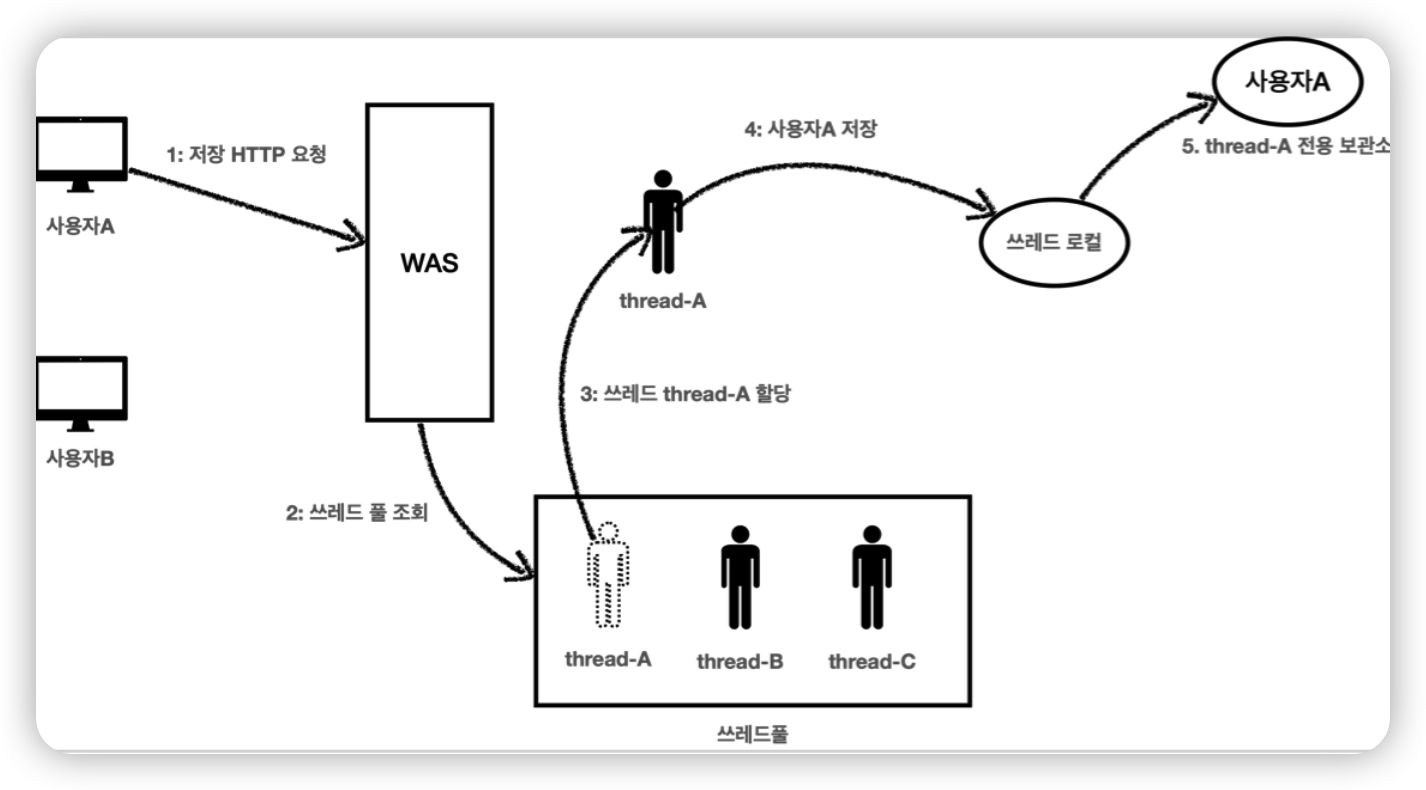 사용자A
5. thread-A 전용 보관소
4: 사용자A 저장
1: 저장 HTTP 요청
사용자A
쓰레드 로컬
WAS
thread-A
3: 쓰레드 thread-A 할당
사용자B
2: 쓰레드 풀 조회
thread-A
thread-B
thread-C
쓰레드풀